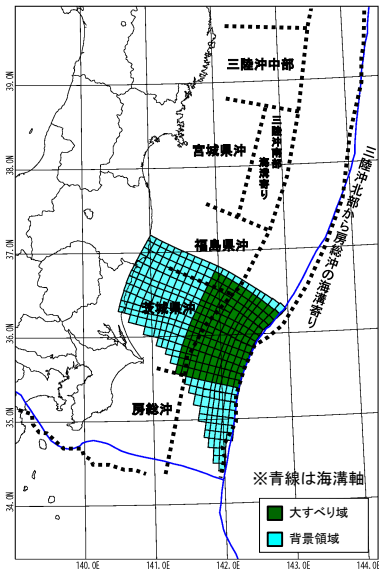 三陸沖中部
宮城県沖
三陸沖南部
海溝寄り
三陸沖北部から房総沖の海溝寄り
福島県沖
茨城県沖
房総沖
※青線は海溝軸
大すべり域
背景領域
39.0N
38.0N
37.0N
36.0N
35.0N
34.0N
140.0E
141.0E
142.0E
143.0E
144.0E